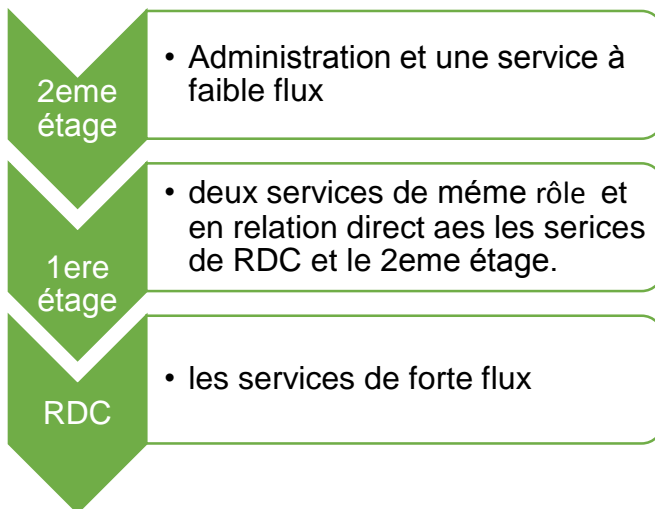 2eme
étage
• Administration et une service à
faible flux
1ere
étage
• deux services de méme rôle et
en relation direct aes les serices
de RDC et le 2eme étage.
RDC
• les services de forte flux